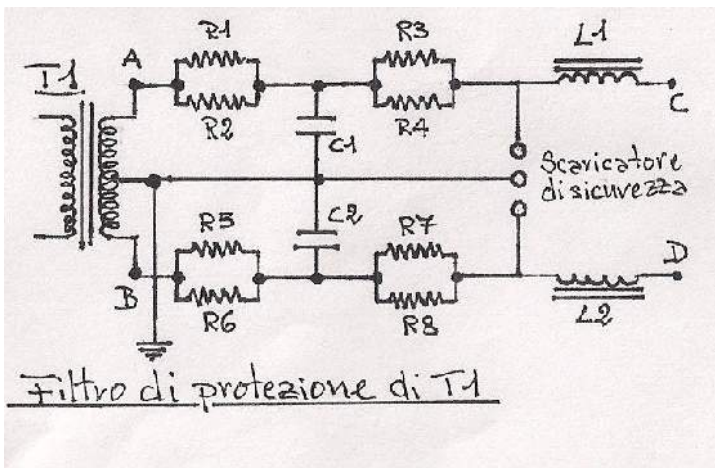 T1
A
R1
R2
R3
R4
L1
C
C1
Scaricatore
di sicurezza
C2
R5
R6
R7
R8
B
D
L2
Filtro di protezione di T1